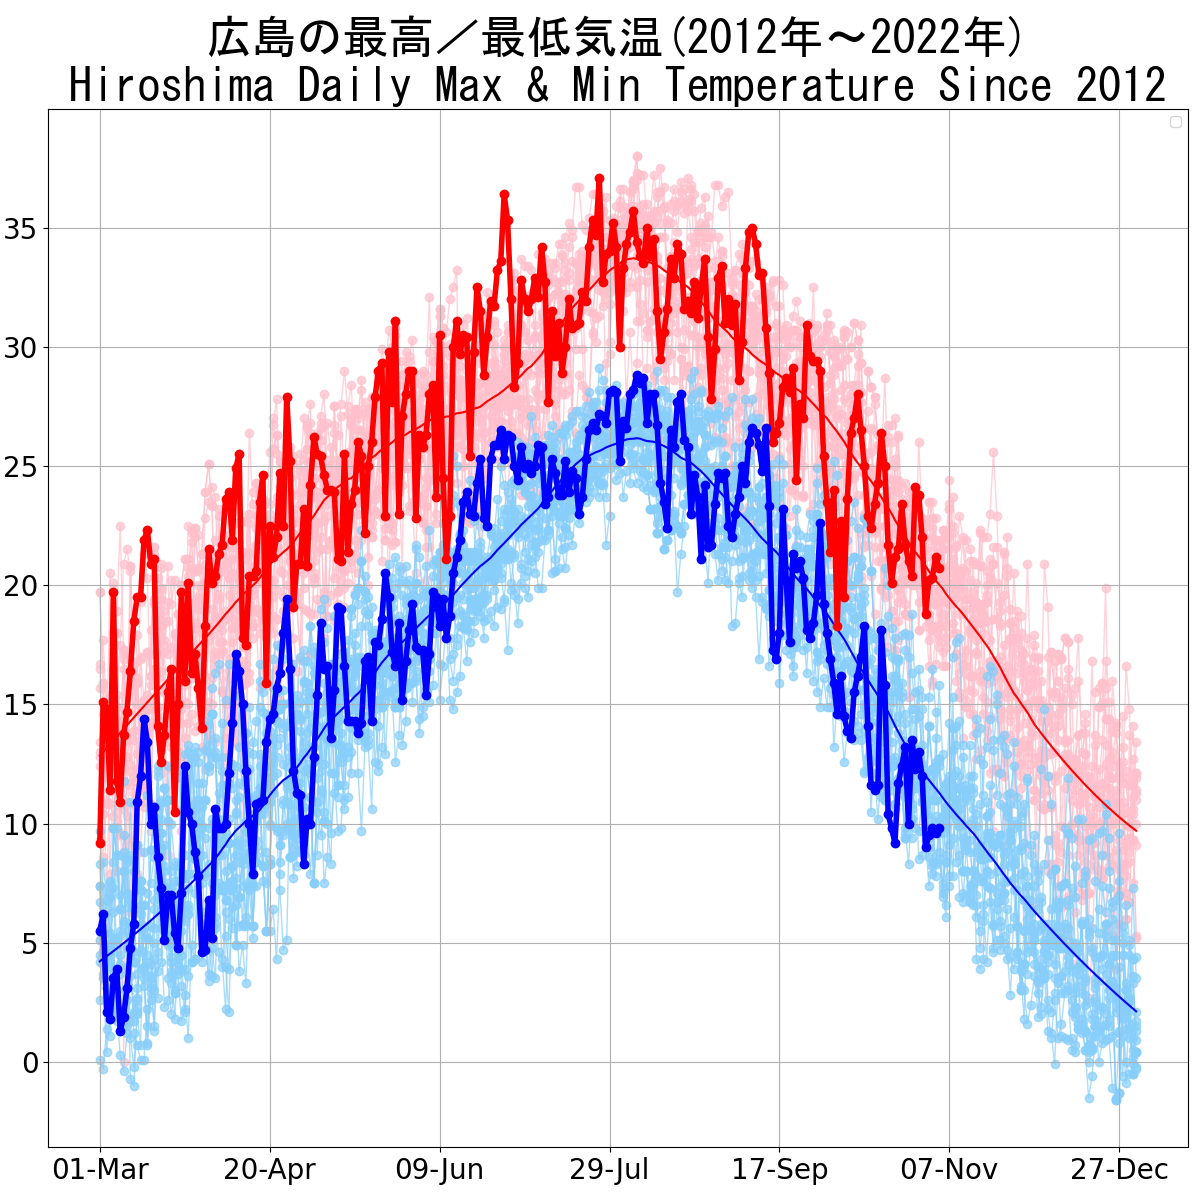 広島の最高／最低気温(2012年～2022年)
Hiroshima Daily Max & Min Temperature Since 2012
35
30
25
20
15
10
5
0
01-Mar 20-Apr 09-Jun 29-Jul 17-Sep 07-Nov 27-Dec